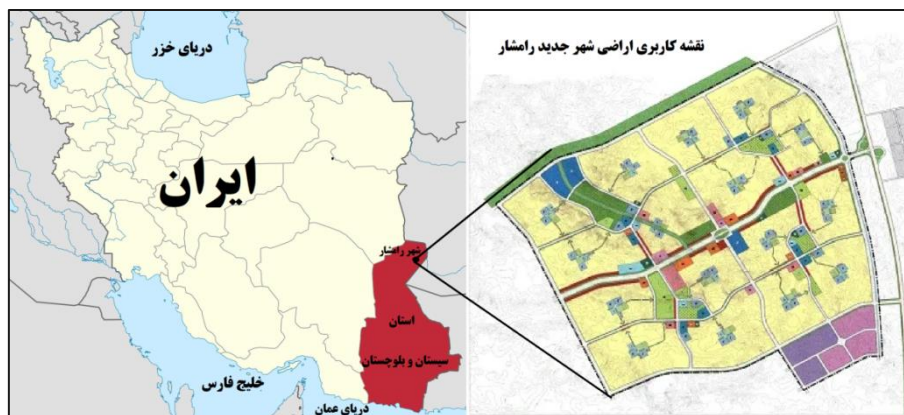 دریای خزر
ایران
شهر رامشار
استان
سیستان و بلوچستان
خلیج فارس
دریای عمان
نقشه کاربری اراضی شهر جدید رامشار